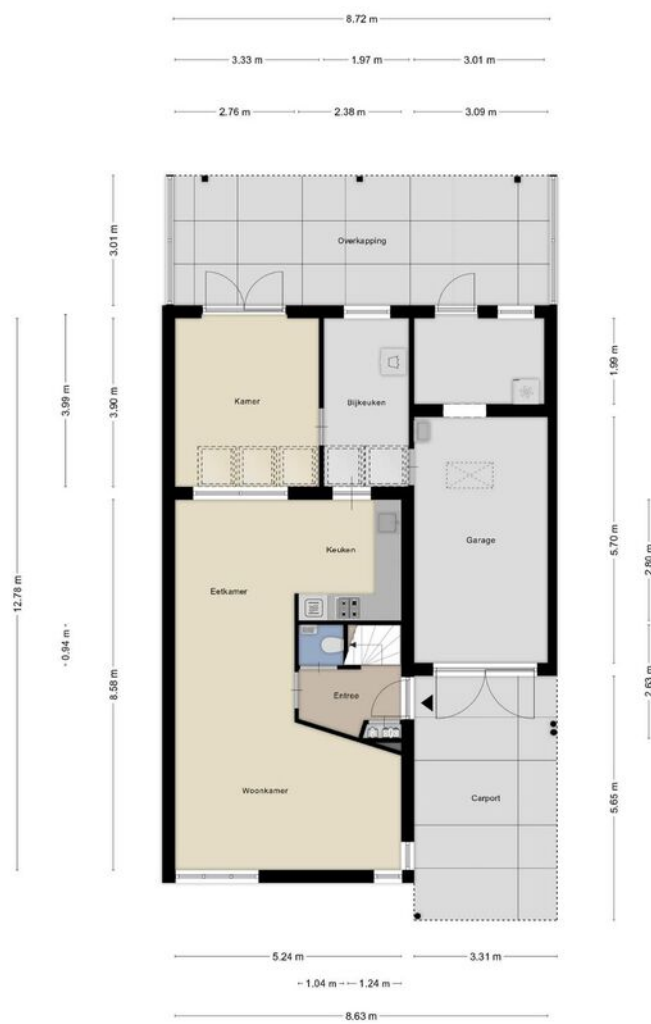 8.72 m
3.33 m
1.97 m
3.01 m
2.76 m
2.38 m
3.09 m
3.01 m
Overkapping
12.78 m
3.99 m
3.90 m
1.99 m
Kamer
Bijkeuken
Keuken
Eetkamer
Garage
5.70 m
2.80 m
0.94 m
8.58 m
Entree
2.63 m
Woonkamer
Carport
5.65 m
5.24 m
3.31 m
1.04 m
1.24 m
8.63 m